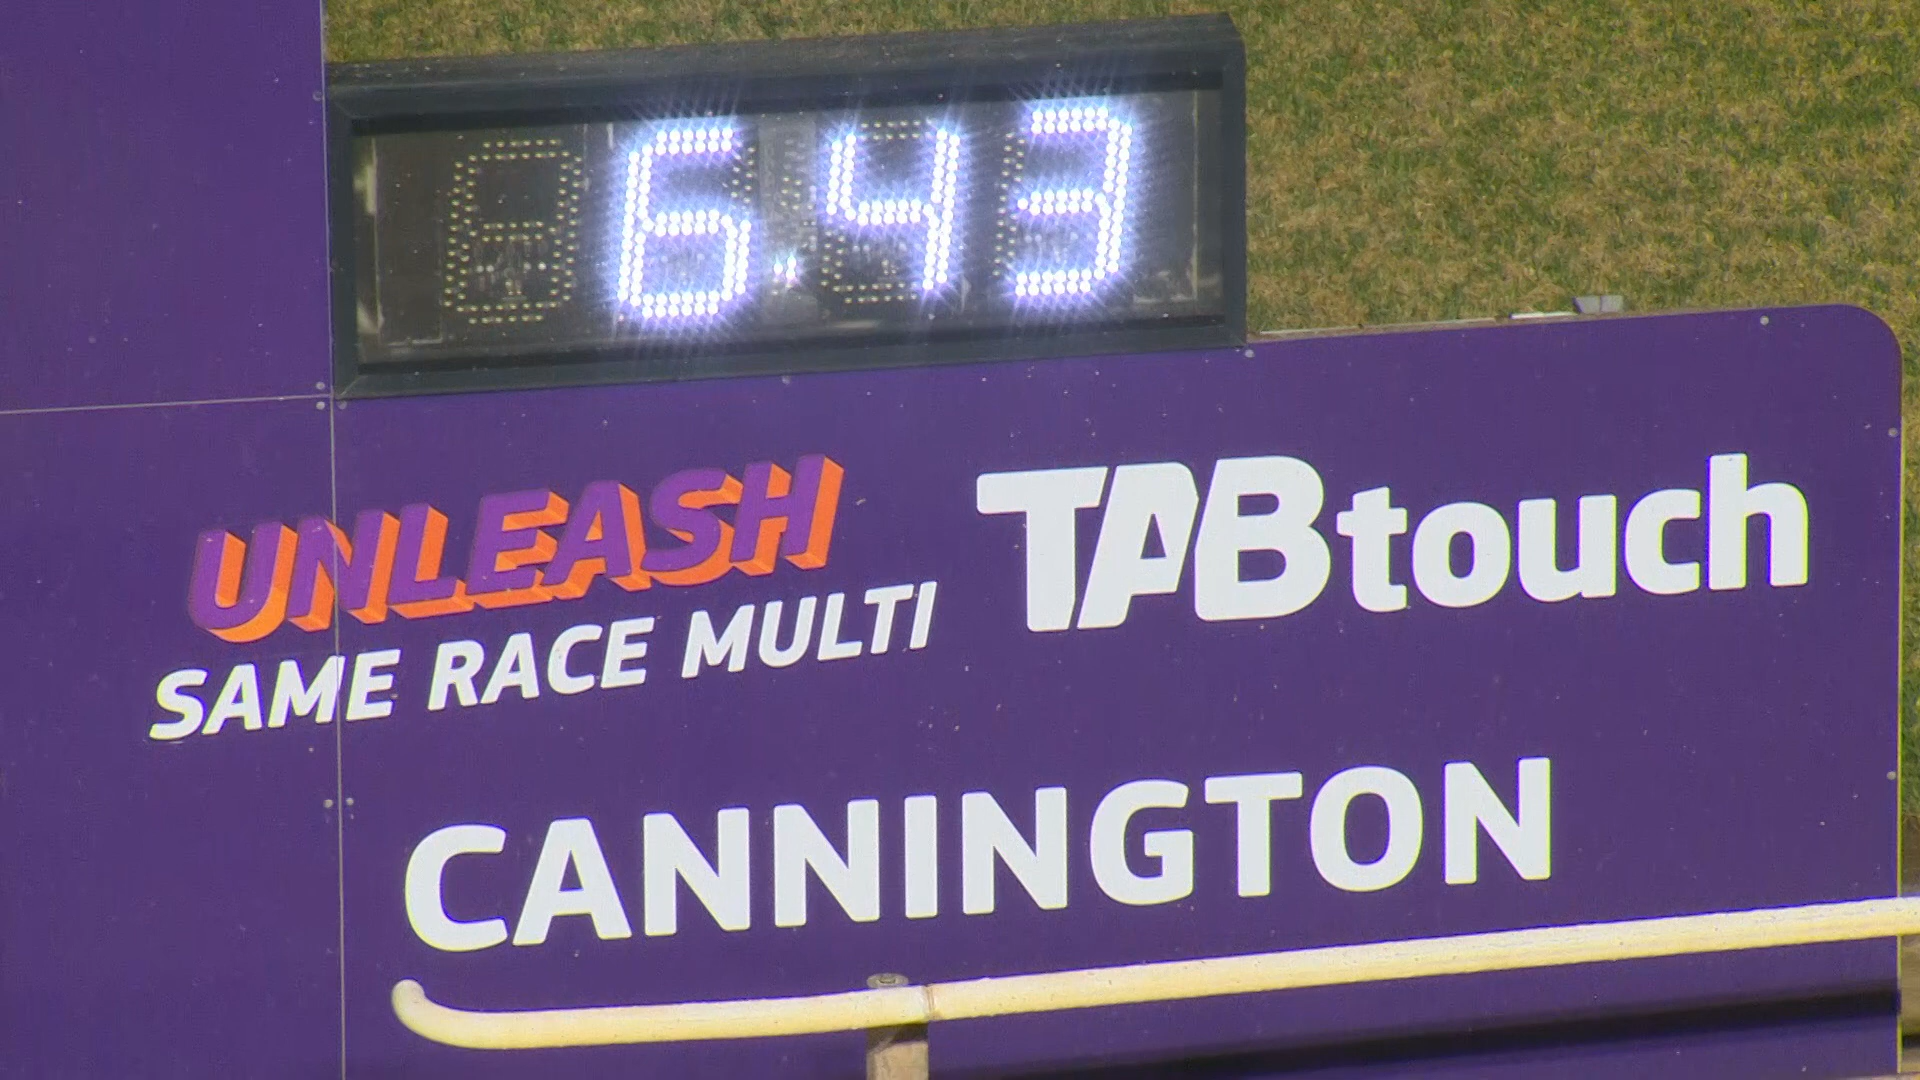 6.43
UNLEASH
SAME RACE MULTI
TABtouch
CANNINGTON